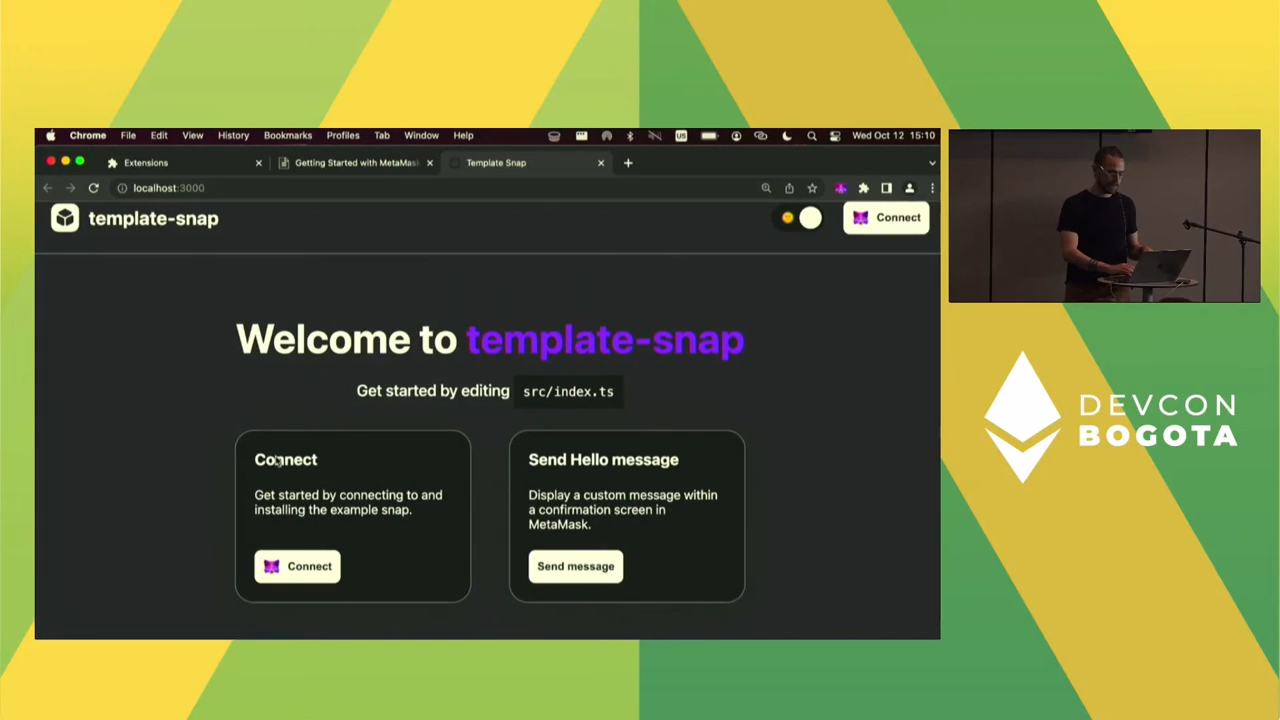 Chrome File Edit View History Bookmarks Profiles Tab Window Help US Wed Oct 12 15:10
Extensions Getting Started with MetaMas Template Snap
localhost:3000
template-snap
Connect
Welcome to template-snap
Get started by editing src/index.ts
Connect
Get started by connecting to and
installing the example snap.
Connect
Send Hello message
Display a custom message within
a confirmation screen in
MetaMask.
Send message
DEVCON
BOGOTA